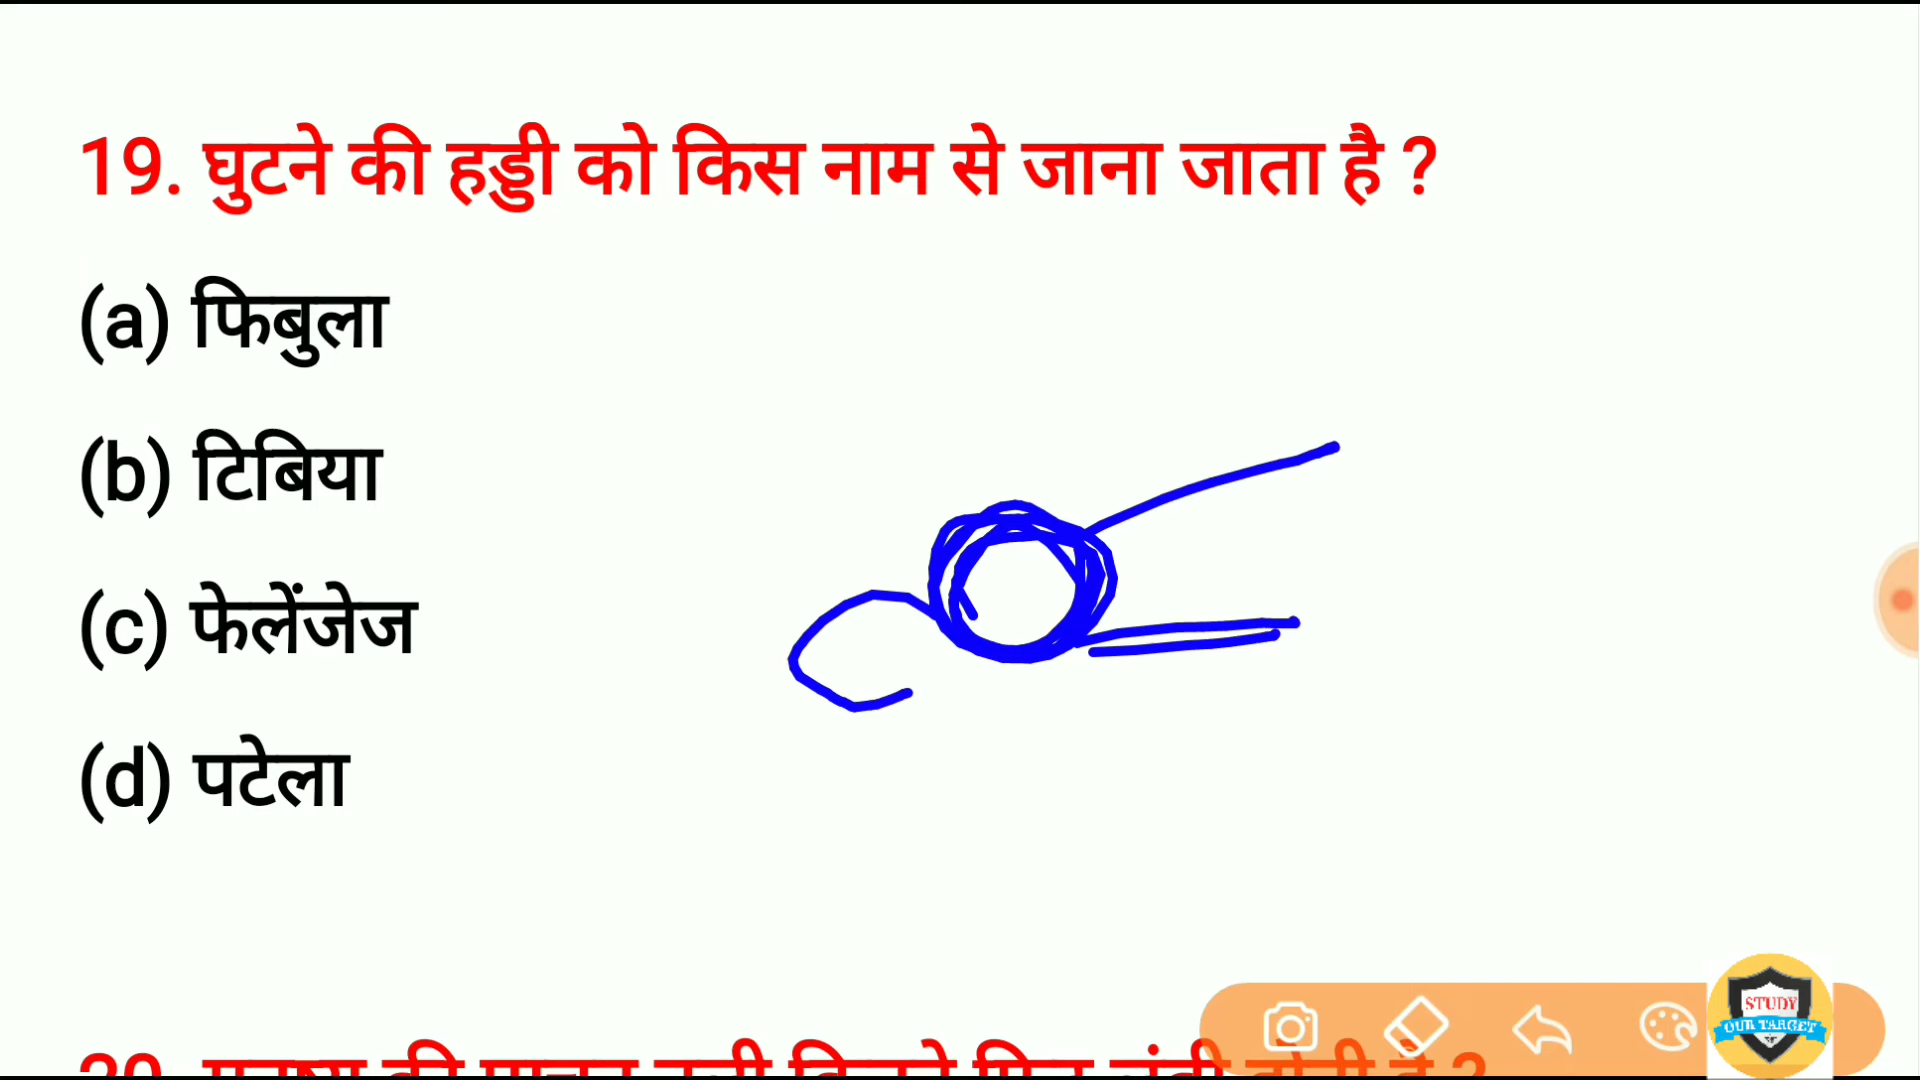 19. घुटने की हड्डी को किस नाम से जाना जाता है ?
(a) फिबुला
(b) टिबिया
(c) फेलेंजेज
(d) पटेला
STUDY
OUR TARGET